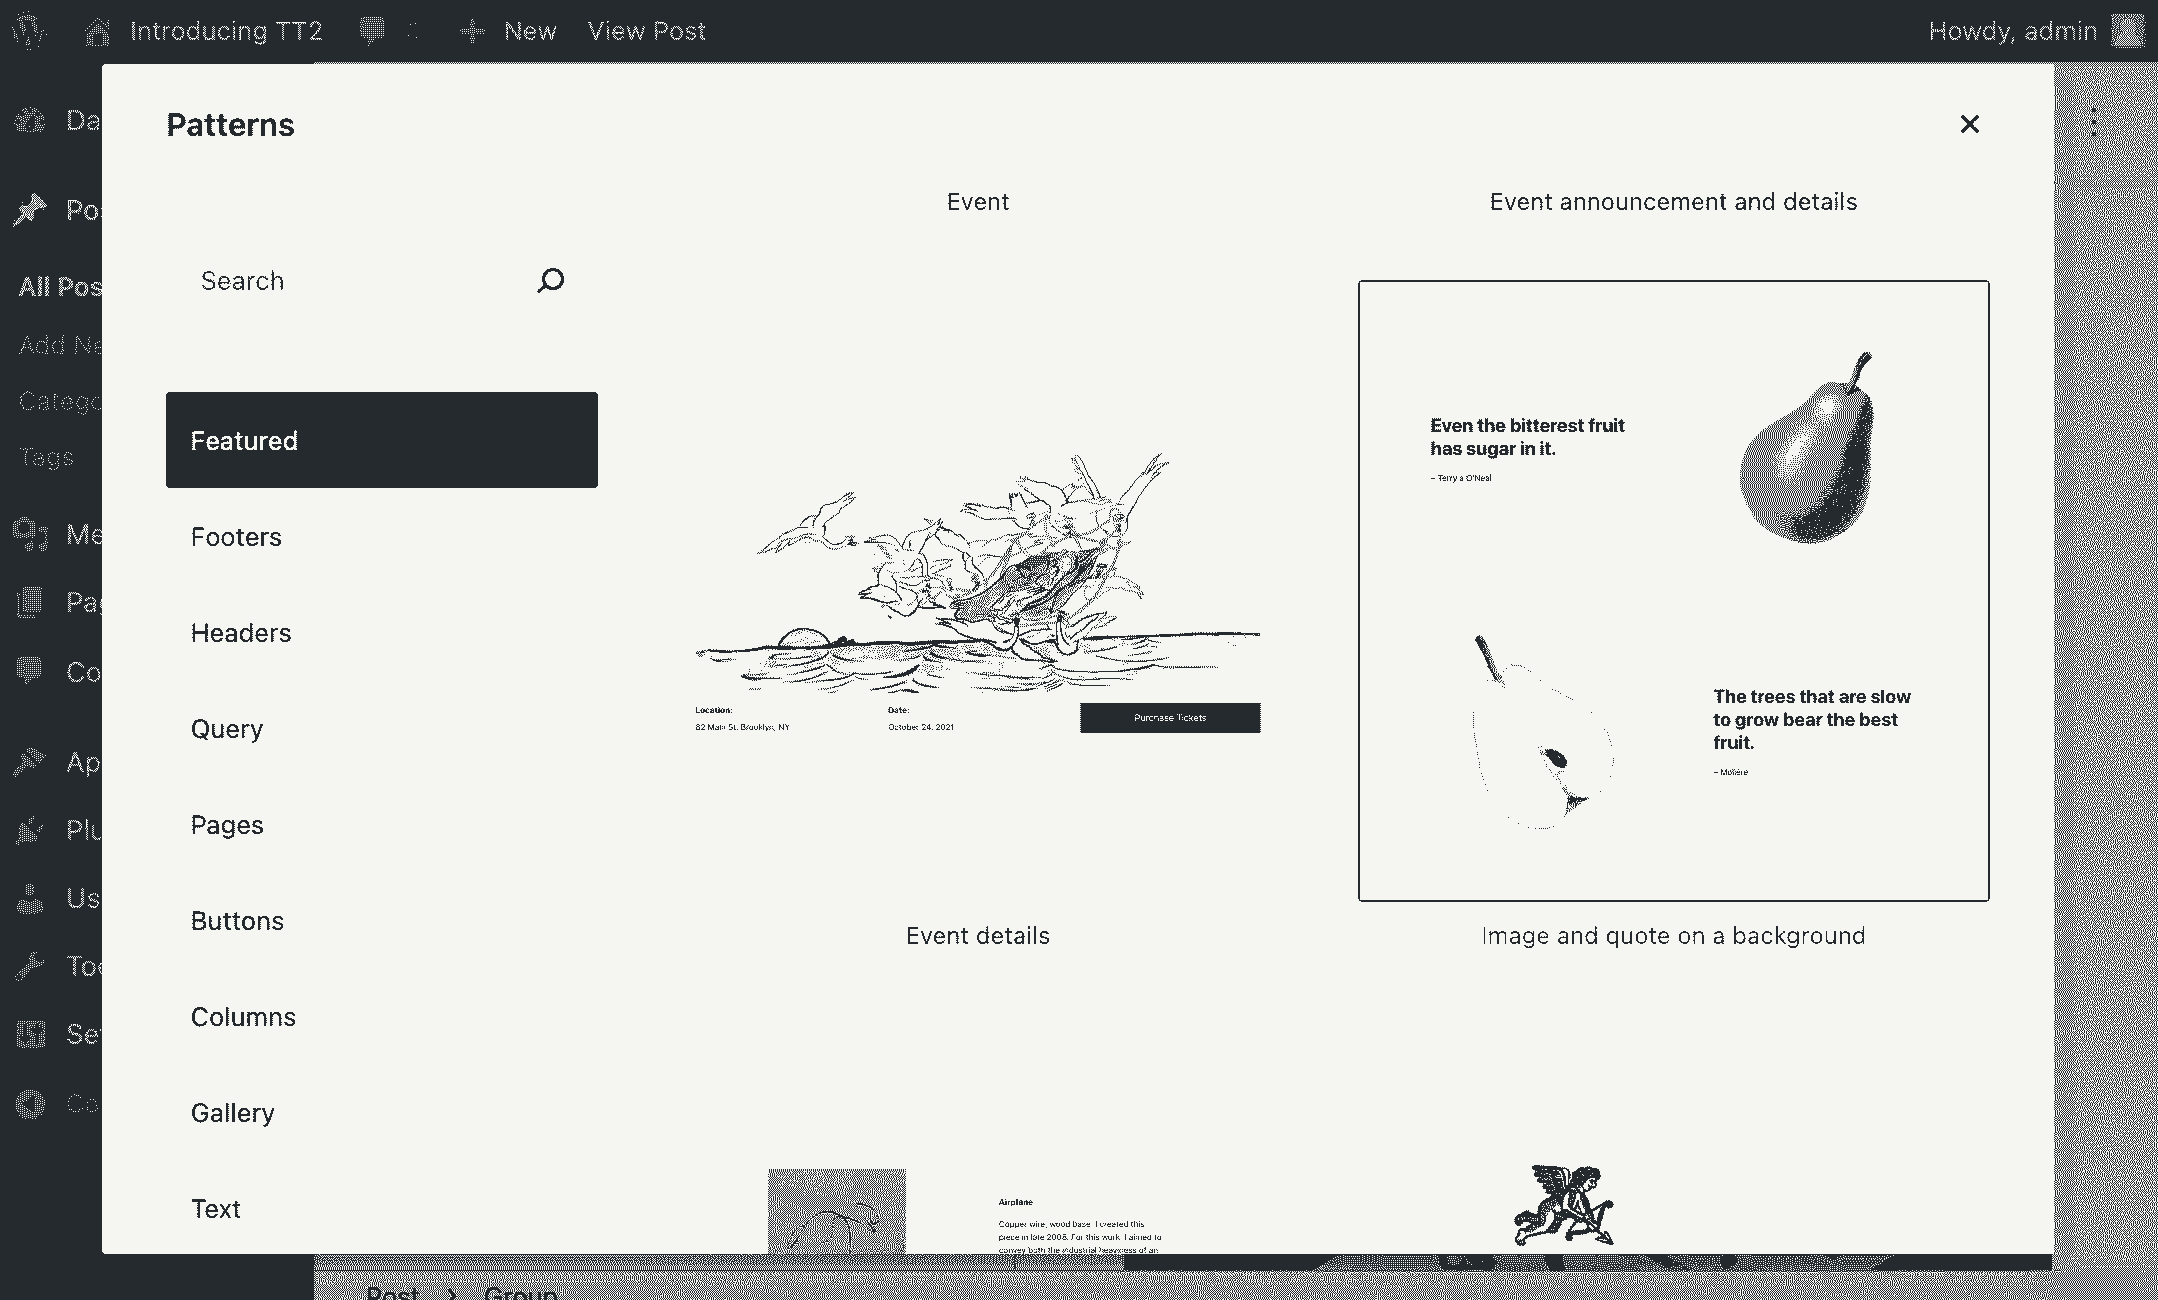 Introducing TT2
New
View Post
Howdy, admin
Patterns
Search
Featured
Footers
Headers
Query
Pages
Buttons
Columns
Gallery
Text
Event
Event announcement and details
Location:
82 Main St. Brooklyn, NY
Date:
October 24, 2021
Purchase Tickets
Event details
Even the bitterest fruit
has sugar in it.
– Terry a O'Neal
The trees that are slow
to grow bear the best
fruit.
– Molière
Image and quote on a background
Airplane
Copper wire, wood base. I created this
piece in late 2008. For this work, I aimed to
convey both the industrial heaviness of an
All Pos
Add Ne
Catego
Tags
Da
Pos
Me
Pag
Co
Ap
Plu
Us
Too
Set
Co
Post > Group